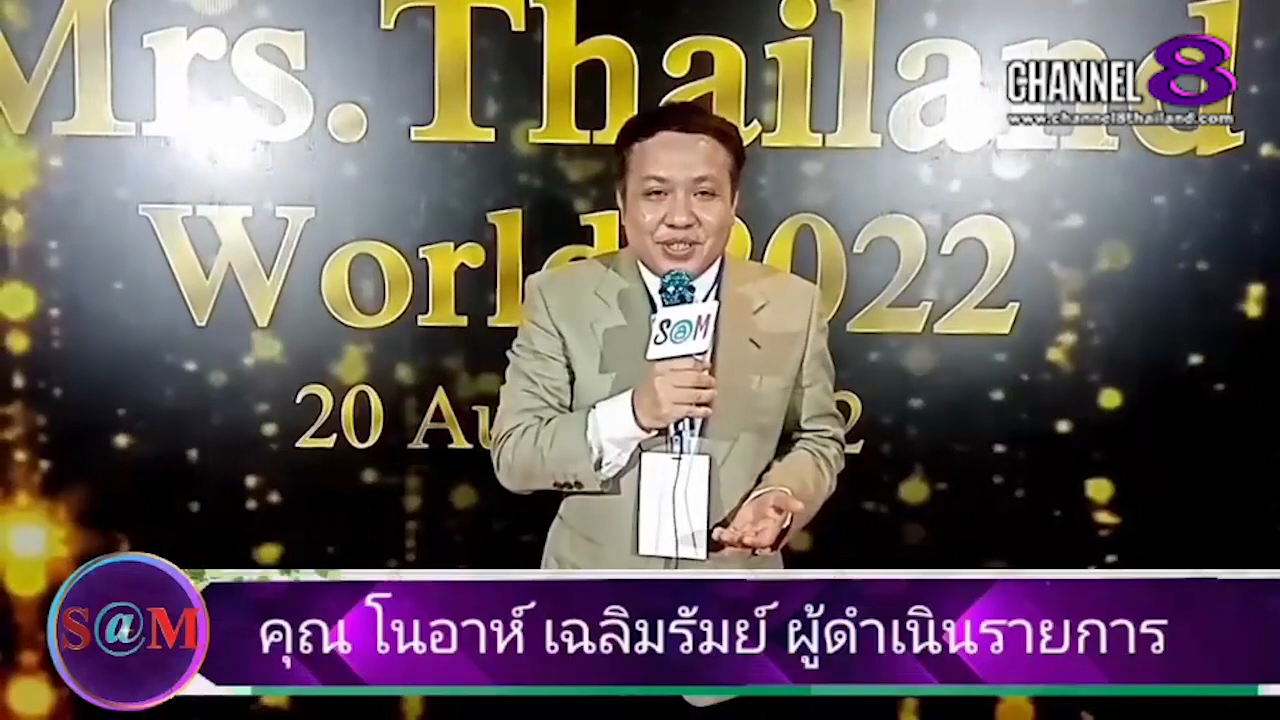 Mrs. Thailand
CHANNEL 8
www.channel8thailand.com
World 2022
S@M
20 Au 2
S@M คุณ โนอาห์ เฉลิมรัมย์ ผู้ดำเนินรายการ